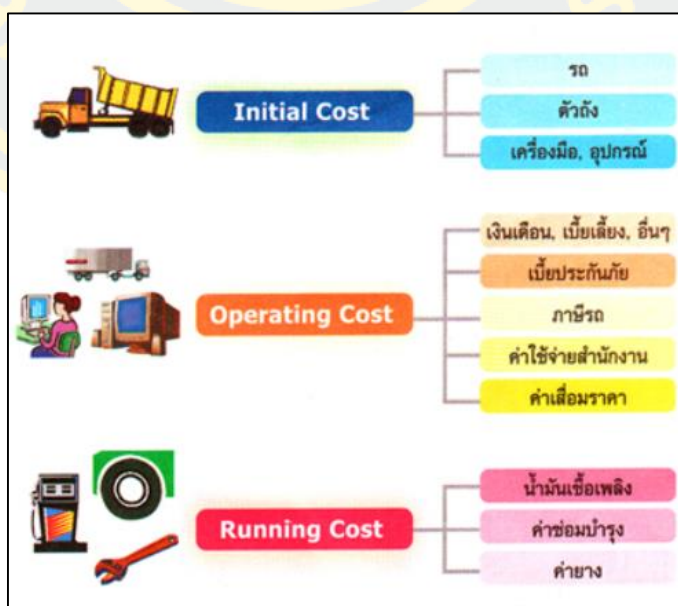 Initial Cost
รถ
ตัวถัง
เครื่องมือ, อุปกรณ์
Operating Cost
เงินเดือน, เบี้ยเลี้ยง, อื่นๆ
เบี้ยประกันภัย
ภาษีรถ
ค่าใช้จ่ายสำนักงาน
ค่าเสื่อมราคา
Running Cost
น้ำมันเชื้อเพลิง
ค่าซ่อมบำรุง
ค่ายาง